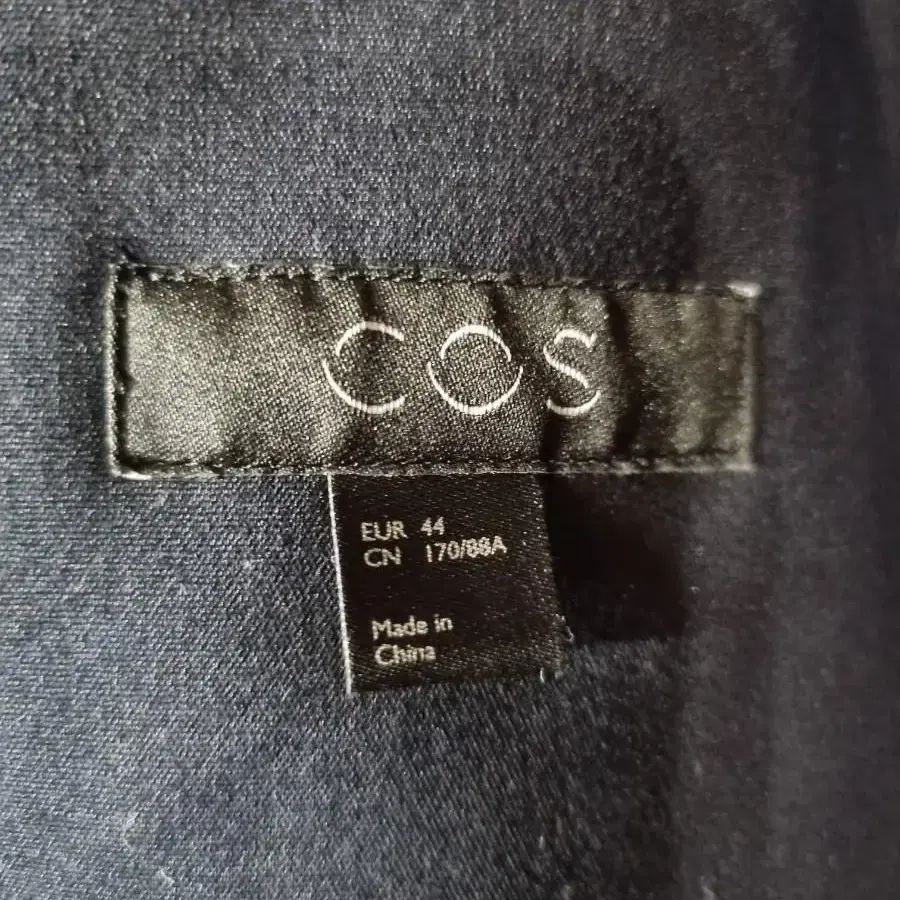 COS
EUR 44
CN 170/88A
Made in
China